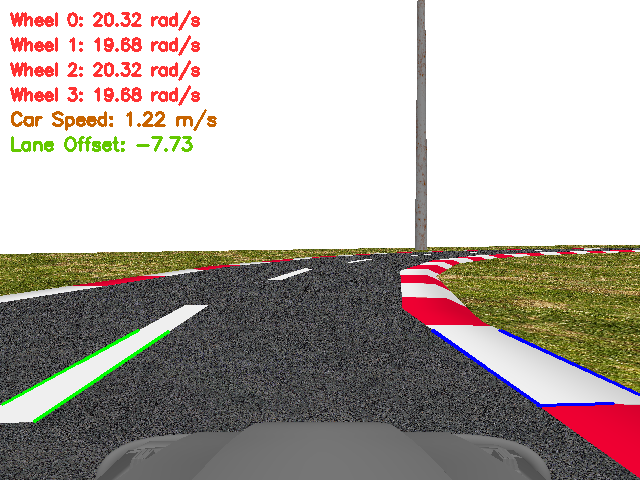 Wheel 0: 20.32 rad/s
Wheel 1: 19.68 rad/s
Wheel 2: 20.32 rad/s
Wheel 3: 19.68 rad/s
Car Speed: 1.22 m/s
Lane Offset: -7.73